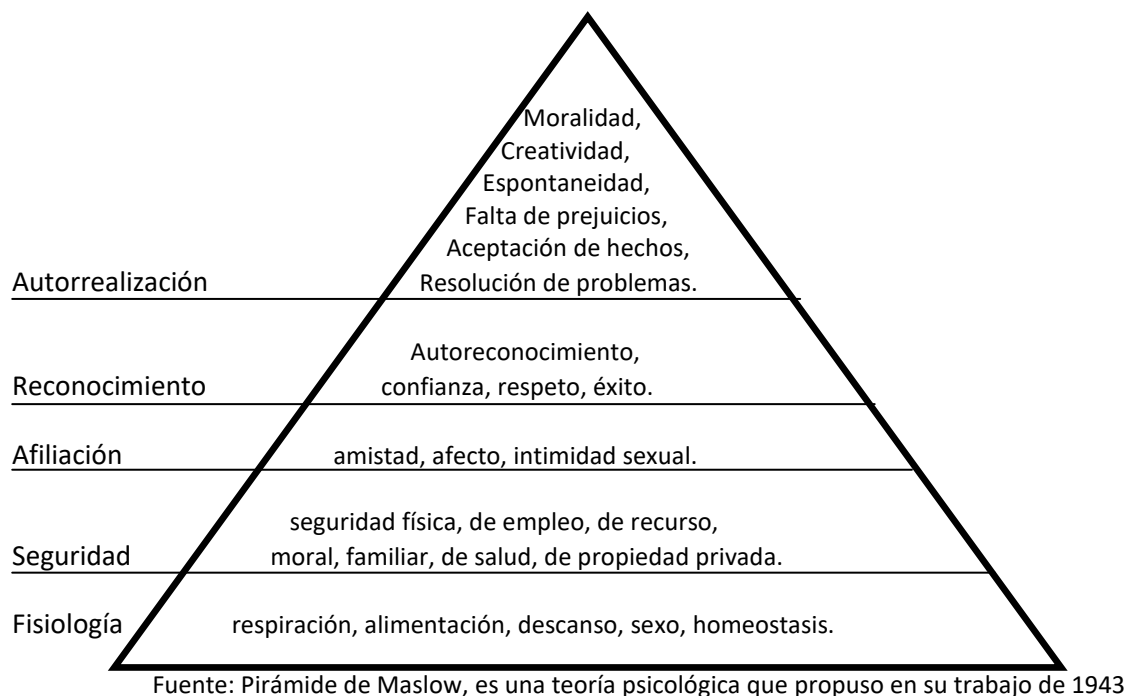 Moralidad,
Creatividad,
Espontaneidad,
Falta de prejuicios,
Aceptación de hechos,
Autorrealización Resolución de problemas.
Autoreconocimiento,
Reconocimiento confianza, respeto, éxito.
Afiliación amistad, afecto, intimidad sexual.
seguridad física, de empleo, de recurso,
Seguridad moral, familiar, de salud, de propiedad privada.
Fisiología respiración, alimentación, descanso, sexo, homeostasis.
Fuente: Pirámide de Maslow, es una teoría psicológica que propuso en su trabajo de 1943